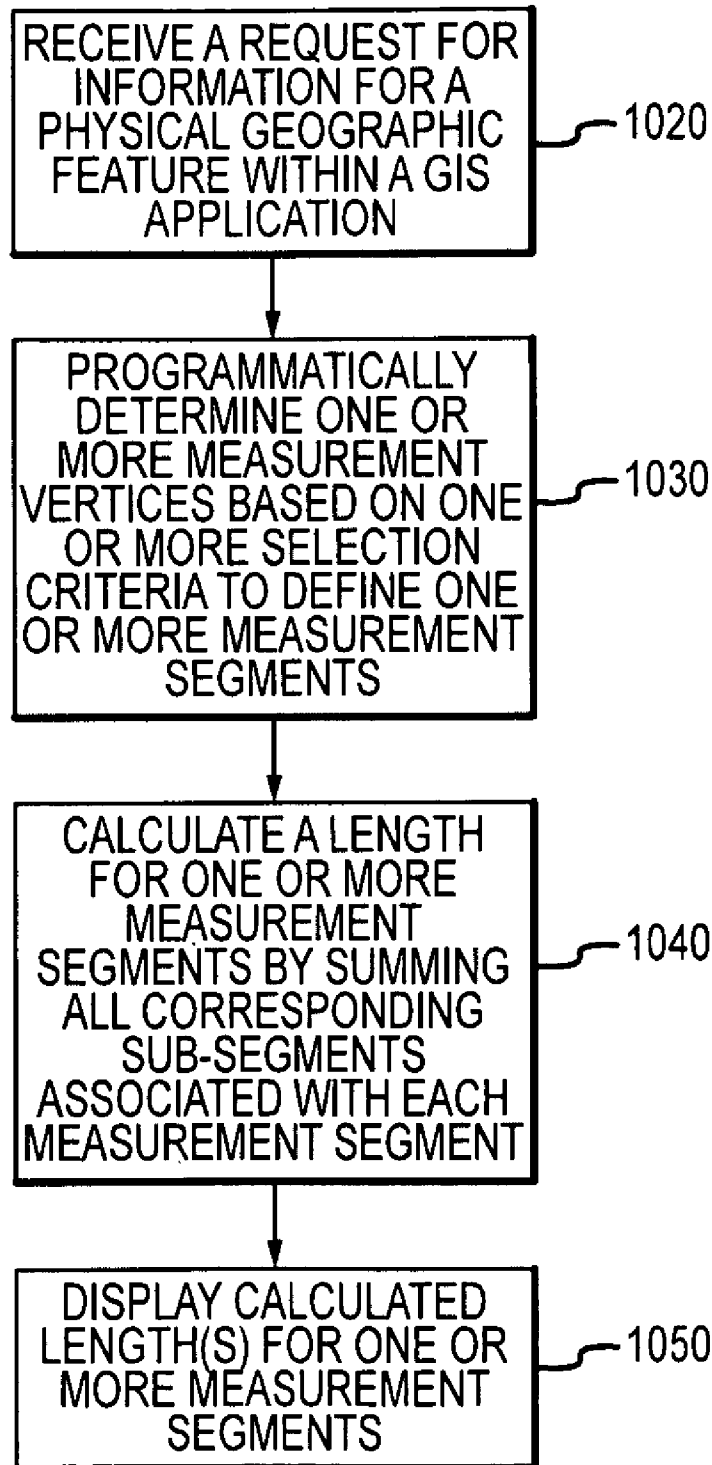 RECEIVE A REQUEST FOR
INFORMATION FOR A
PHYSICAL GEOGRAPHIC
FEATURE WITHIN A GIS
APPLICATION
1020
PROGRAMMATICALLY
DETERMINE ONE OR
MORE MEASUREMENT
VERTICES BASED ON ONE
OR MORE SELECTION
CRITERIA TO DEFINE ONE
OR MORE MEASUREMENT
SEGMENTS
1030
CALCULATE A LENGTH
FOR ONE OR MORE
MEASUREMENT
SEGMENTS BY SUMMING
ALL CORRESPONDING
SUB-SEGMENTS
ASSOCIATED WITH EACH
MEASUREMENT SEGMENT
1040
DISPLAY CALCULATED
LENGTH(S) FOR ONE OR
MORE MEASUREMENT
SEGMENTS
1050